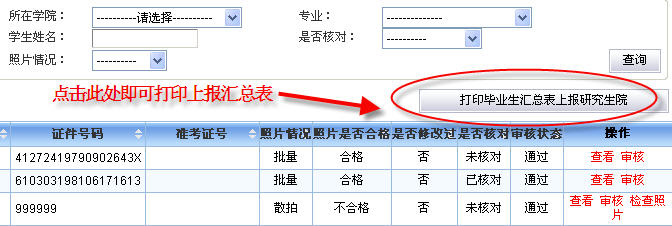 所在学院： ----------请选择---------- 专业： --------------
学生姓名： 是否核对： ----------
照片情况： ----------
查询
点击此处即可打印上报汇总表
打印毕业生汇总表上报研究生院
证件号码 准考证号 照片情况 照片是否合格 是否修改过 是否核对 审核状态 操作
41272419790902643X 批量 合格 否 未核对 通过 查看 审核
610303198106171613 批量 合格 否 已核对 通过 查看 审核
999999 散拍 不合格 否 未核对 通过 查看 审核 检查照
片